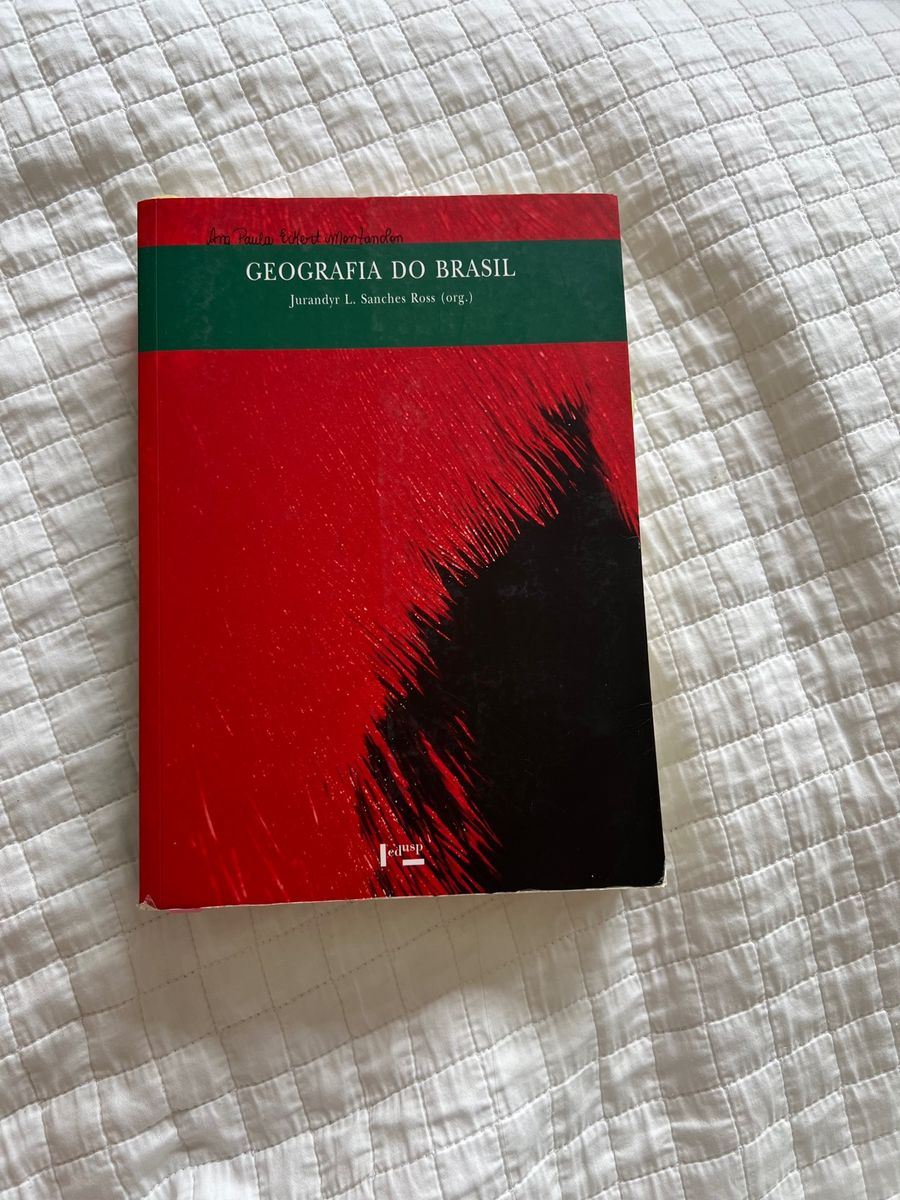 Ana Paula Eckert Montandon
GEOGRAFIA DO BRASIL
Jurandyr L. Sanches Ross (org.)
edusp